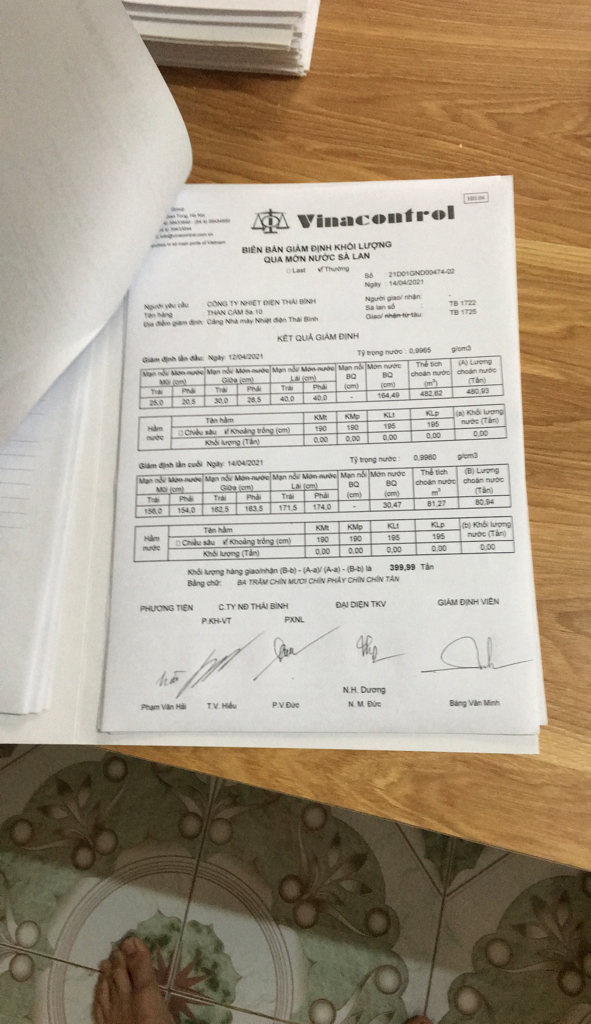 Group
Vinacontrol
BIÊN BẢN GIÁM ĐỊNH KHỐI LƯỢNG
QUA MỚN NƯỚC SÀ LAN
Last Thường
Số : 21D01GND00474-02
Ngày : 14/04/2021
Người yêu cầu : CÔNG TY NHIỆT ĐIỆN THÁI BÌNH
Tên hàng : THAN CÁM 5a.10
Địa điểm giám định: Cảng Nhà máy Nhiệt điện Thái Bình
Người giao/ nhận: -
Sà lan số : TB 1722
Giao/ nhận từ tàu: TB 1725
KẾT QUẢ GIÁM ĐỊNH
Giám định lần đầu: Ngày: 12/04/2021 Tỷ trọng nước : 0,9965 g/cm3
Mạn nổi/ Mớn nước Mũi (cm) Mạn nổi/ Mớn nước Giữa (cm) Mạn nổi/ Mớn nước Lái (cm) Mạn nổi BQ (cm) Mớn nước BQ (cm) Thể tích choán nước (m3) (A) Lượng choán nước (Tấn)
Trái Phải Trái Phải Trái Phải
25,0 20,5 30,0 28,5 40,0 40,0 - 164,49 482,62 480,93
Hầm nước Tên hầm KMt KMp KLt KLp (a) Khối lượng nước (Tấn)
Chiều sâu Khoảng trống (cm) 190 190 195 195
Khối lượng (Tấn) 0,00 0,00 0,00 0,00 0,00
Giám định lần cuối Ngày: 14/04/2021 Tỷ trọng nước : 0,9960 g/cm3
Mạn nổi/ Mớn nước Mũi (cm) Mạn nổi/ Mớn nước Giữa (cm) Mạn nổi/ Mớn nước Lái (cm) Mạn nổi BQ (cm) Mớn nước BQ (cm) Thể tích choán nước m3 (B) Lượng choán nước (Tấn)
Trái Phải Trái Phải Trái Phải
154,0 162,5 163,5 171,5 174,0 - 30,47 81,27 80,94
Hầm nước Tên hầm KMt KMp KLt KLp (b) Khối lượng nước (Tấn)
Chiều sâu Khoảng trống (cm) 190 190 195 195
Khối lượng (Tấn) 0,00 0,00 0,00 0,00 0,00
Khối lượng hàng giao/nhận (B-b) - (A-a)/ (A-a) - (B-b) là 399,99 Tấn
Bằng chữ: BA TRĂM CHÍN MƯƠI CHÍN PHẨY CHÍN CHÍN TẤN
PHƯƠNG TIỆN C.TY NĐ THÁI BÌNH ĐẠI DIỆN TKV GIÁM ĐỊNH VIÊN
P.KH-VT PXNL
N.H. Dương
Phạm Văn Hải T.V. Hiếu P.V.Đức N. M. Đức Bàng Văn Minh